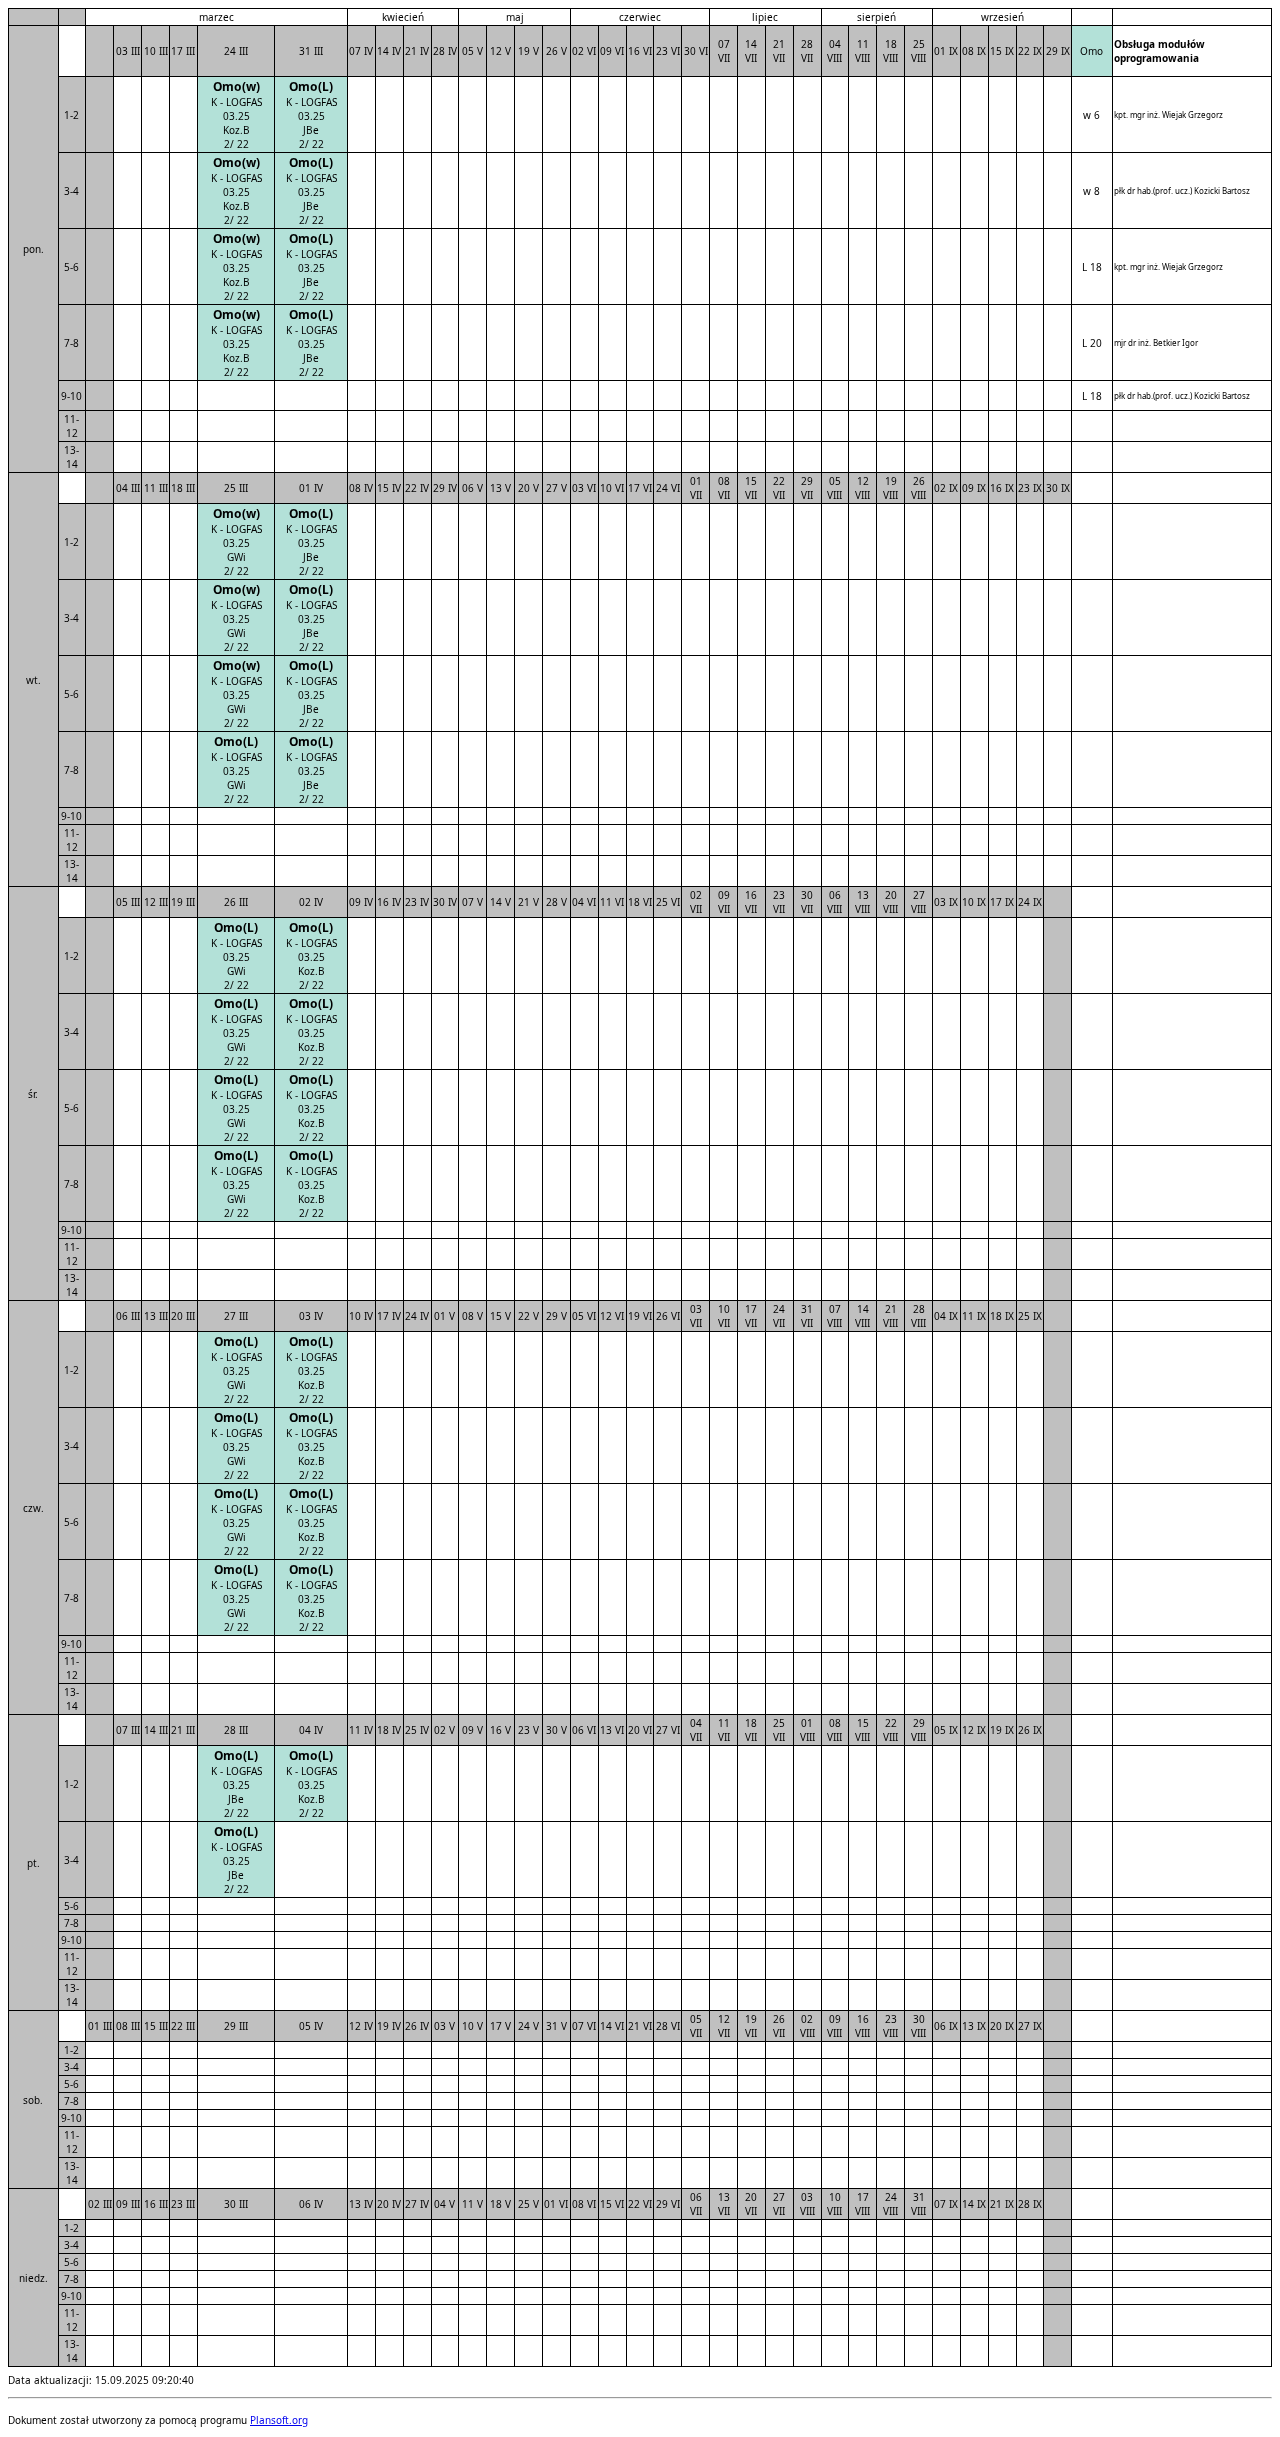 marzec kwiecień maj czerwiec lipiec sierpień wrzesień
03 III 10 III 17 III 24 III 31 III 07 IV 14 IV 21 IV 28 IV 05 V 12 V 19 V 26 V 02 VI 09 VI 16 VI 23 VI 30 VI 07 VII 14 VII 21 VII 28 VII 04 VIII 11 VIII 18 VIII 25 VIII 01 IX 08 IX 15 IX 22 IX 29 IX Omo Obsługa modułów oprogramowania
pon.
1-2
Omo(w) Omo(L)
K - LOGFAS K - LOGFAS
03.25 03.25
Koz.B JBe
2/ 22 2/ 22
w 6 kpt. mgr inż. Wiejak Grzegorz
3-4
Omo(w) Omo(L)
K - LOGFAS K - LOGFAS
03.25 03.25
Koz.B JBe
2/ 22 2/ 22
w 8 płk dr hab.(prof. ucz.) Kozicki Bartosz
5-6
Omo(w) Omo(L)
K - LOGFAS K - LOGFAS
03.25 03.25
Koz.B JBe
2/ 22 2/ 22
L 18 kpt. mgr inż. Wiejak Grzegorz
7-8
Omo(w) Omo(L)
K - LOGFAS K - LOGFAS
03.25 03.25
Koz.B JBe
2/ 22 2/ 22
L 20 mjr dr inż. Betkier Igor
9-10 L 18 płk dr hab.(prof. ucz.) Kozicki Bartosz
11-
12
13-
14
04 III 11 III 18 III 25 III 01 IV 08 IV 15 IV 22 IV 29 IV 06 V 13 V 20 V 27 V 03 VI 10 VI 17 VI 24 VI 01 VII 08 VII 15 VII 22 VII 29 VII 05 VIII 12 VIII 19 VIII 26 VIII 02 IX 09 IX 16 IX 23 IX 30 IX
wt.
1-2
Omo(w) Omo(L)
K - LOGFAS K - LOGFAS
03.25 03.25
GWi JBe
2/ 22 2/ 22
3-4
Omo(w) Omo(L)
K - LOGFAS K - LOGFAS
03.25 03.25
GWi JBe
2/ 22 2/ 22
5-6
Omo(w) Omo(L)
K - LOGFAS K - LOGFAS
03.25 03.25
GWi JBe
2/ 22 2/ 22
7-8
Omo(L) Omo(L)
K - LOGFAS K - LOGFAS
03.25 03.25
GWi JBe
2/ 22 2/ 22
9-10
11-
12
13-
14
05 III 12 III 19 III 26 III 02 IV 09 IV 16 IV 23 IV 30 IV 07 V 14 V 21 V 28 V 04 VI 11 VI 18 VI 25 VI 02 VII 09 VII 16 VII 23 VII 30 VII 06 VIII 13 VIII 20 VIII 27 VIII 03 IX 10 IX 17 IX 24 IX
śr.
1-2
Omo(L) Omo(L)
K - LOGFAS K - LOGFAS
03.25 03.25
GWi Koz.B
2/ 22 2/ 22
3-4
Omo(L) Omo(L)
K - LOGFAS K - LOGFAS
03.25 03.25
GWi Koz.B
2/ 22 2/ 22
5-6
Omo(L) Omo(L)
K - LOGFAS K - LOGFAS
03.25 03.25
GWi Koz.B
2/ 22 2/ 22
7-8
Omo(L) Omo(L)
K - LOGFAS K - LOGFAS
03.25 03.25
GWi Koz.B
2/ 22 2/ 22
9-10
11-
12
13-
14
06 III 13 III 20 III 27 III 03 IV 10 IV 17 IV 24 IV 01 V 08 V 15 V 22 V 29 V 05 VI 12 VI 19 VI 26 VI 03 VII 10 VII 17 VII 24 VII 31 VII 07 VIII 14 VIII 21 VIII 28 VIII 04 IX 11 IX 18 IX 25 IX
czw.
1-2
Omo(L) Omo(L)
K - LOGFAS K - LOGFAS
03.25 03.25
GWi Koz.B
2/ 22 2/ 22
3-4
Omo(L) Omo(L)
K - LOGFAS K - LOGFAS
03.25 03.25
GWi Koz.B
2/ 22 2/ 22
5-6
Omo(L) Omo(L)
K - LOGFAS K - LOGFAS
03.25 03.25
GWi Koz.B
2/ 22 2/ 22
7-8
Omo(L) Omo(L)
K - LOGFAS K - LOGFAS
03.25 03.25
GWi Koz.B
2/ 22 2/ 22
9-10
11-
12
13-
14
07 III 14 III 21 III 28 III 04 IV 11 IV 18 IV 25 IV 02 V 09 V 16 V 23 V 30 V 06 VI 13 VI 20 VI 27 VI 04 VII 11 VII 18 VII 25 VII 01 VIII 08 VIII 15 VIII 22 VIII 29 VIII 05 IX 12 IX 19 IX 26 IX
pt.
1-2
Omo(L) Omo(L)
K - LOGFAS K - LOGFAS
03.25 03.25
JBe Koz.B
2/ 22 2/ 22
3-4
Omo(L)
K - LOGFAS
03.25
JBe
2/ 22
5-6
7-8
9-10
11-
12
13-
14
01 III 08 III 15 III 22 III 29 III 05 IV 12 IV 19 IV 26 IV 03 V 10 V 17 V 24 V 31 V 07 VI 14 VI 21 VI 28 VI 05 VII 12 VII 19 VII 26 VII 02 VIII 09 VIII 16 VIII 23 VIII 30 VIII 06 IX 13 IX 20 IX 27 IX
sob.
1-2
3-4
5-6
7-8
9-10
11-
12
13-
14
02 III 09 III 16 III 23 III 30 III 06 IV 13 IV 20 IV 27 IV 04 V 11 V 18 V 25 V 01 VI 08 VI 15 VI 22 VI 29 VI 06 VII 13 VII 20 VII 27 VII 03 VIII 10 VIII 17 VIII 24 VIII 31 VIII 07 IX 14 IX 21 IX 28 IX
niedz.
1-2
3-4
5-6
7-8
9-10
11-
12
13-
14
Data aktualizacji: 15.09.2025 09:20:40
Dokument został utworzony za pomocą programu Plansoft.org